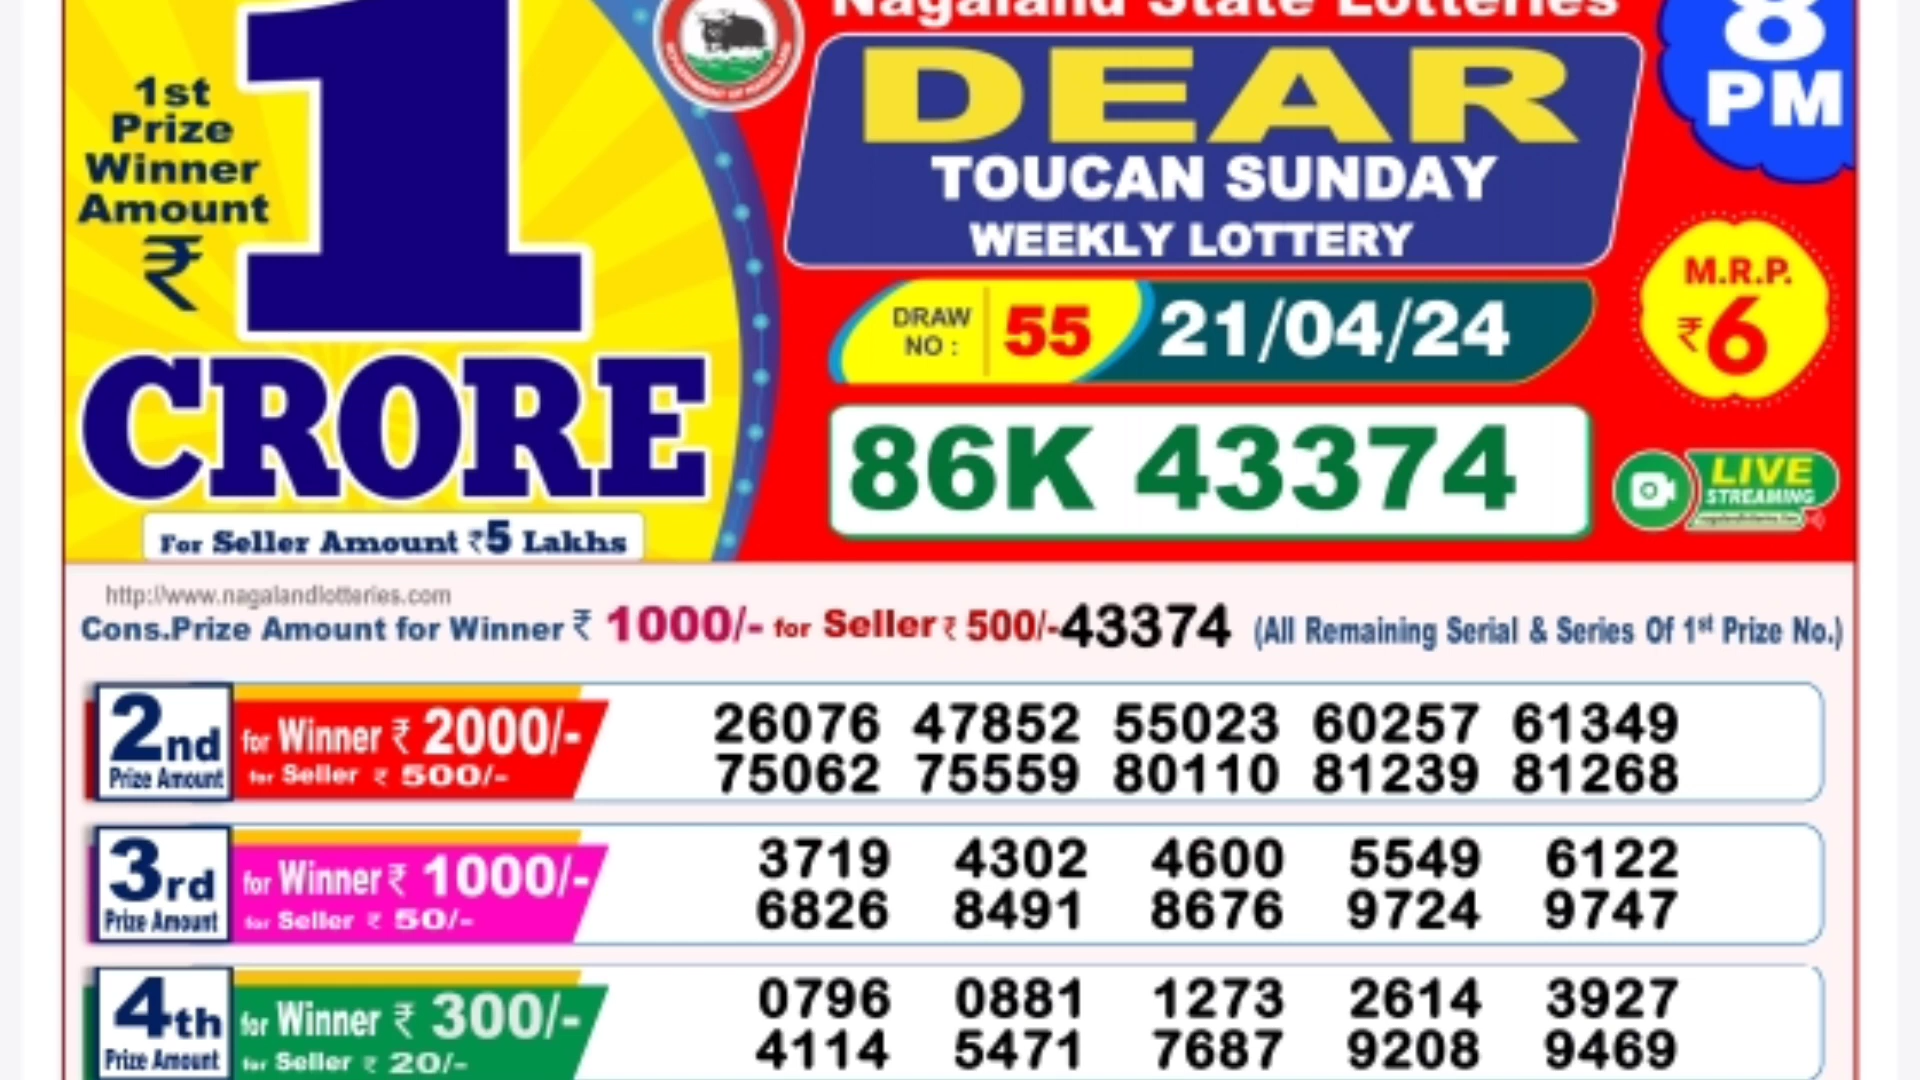 Nagaland State Lotteries
8
PM
1st
Prize
Winner
Amount
₹
1
CRORE
For Seller Amount ₹5 Lakhs
DEAR
TOUCAN SUNDAY
WEEKLY LOTTERY
DRAW
NO :
55
21/04/24
M.R.P.
₹6
86K 43374
LIVE
STREAMING
http://www.nagalandlotteries.com
Cons.Prize Amount for Winner ₹ 1000/- for Seller ₹ 500/-43374 (All Remaining Serial & Series Of 1st Prize No.)
2nd
Prize Amount
for Winner ₹ 2000/-
for Seller ₹ 500/-
26076 47852 55023 60257 61349
75062 75559 80110 81239 81268
3rd
Prize Amount
for Winner ₹ 1000/-
for Seller ₹ 50/-
3719 4302 4600 5549 6122
6826 8491 8676 9724 9747
4th
Prize Amount
for Winner ₹ 300/-
for Seller ₹ 20/-
0796 0881 1273 2614 3927
4114 5471 7687 9208 9469